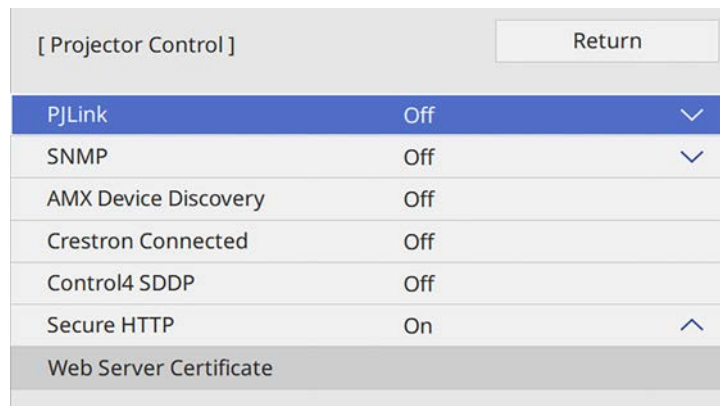 [ Projector Control ] Return
PJLink Off
SNMP Off
AMX Device Discovery Off
Crestron Connected Off
Control4 SDDP Off
Secure HTTP On
Web Server Certificate